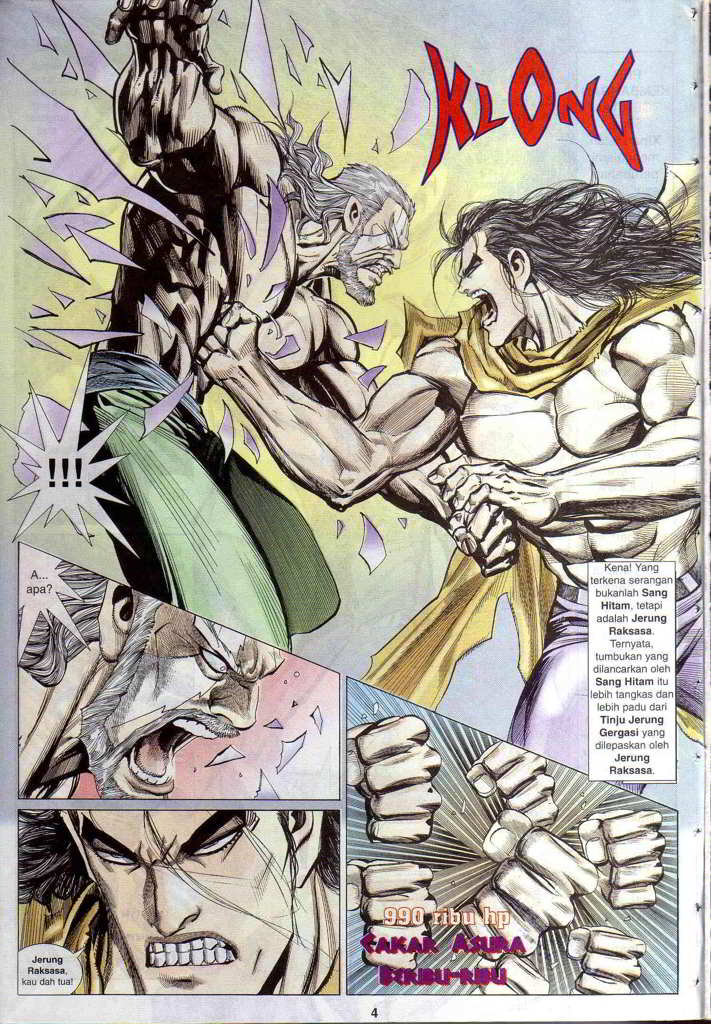 KLONG
!!!
A...
apa?
Kena! Yang
terkena serangan
bukanlah Sang
Hitam, tetapi
adalah Jerung
Raksasa.
Ternyata,
tumbukan yang
dilancarkan oleh
Sang Hitam itu
lebih tangkas dan
lebih padu dari
Tinju Jerung
Gergasi yang
dilepaskan oleh
Jerung
Raksasa.
Jerung
Raksasa,
kau dah tua!
990 ribu hp
Cakar Asura
Beribu-ribu
4